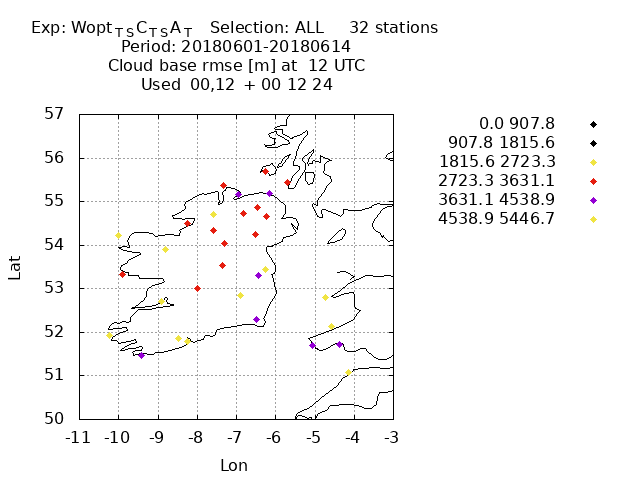 Exp: Wopt_TS C_TS A_T Selection: ALL 32 stations
Period: 20180601-20180614
Cloud base rmse [m] at 12 UTC
Used 00,12 + 00 12 24
0.0 907.8
907.8 1815.6
1815.6 2723.3
2723.3 3631.1
3631.1 4538.9
4538.9 5446.7
57
56
55
54
53
52
51
50
Lat
-11 -10 -9 -8 -7 -6 -5 -4 -3
Lon